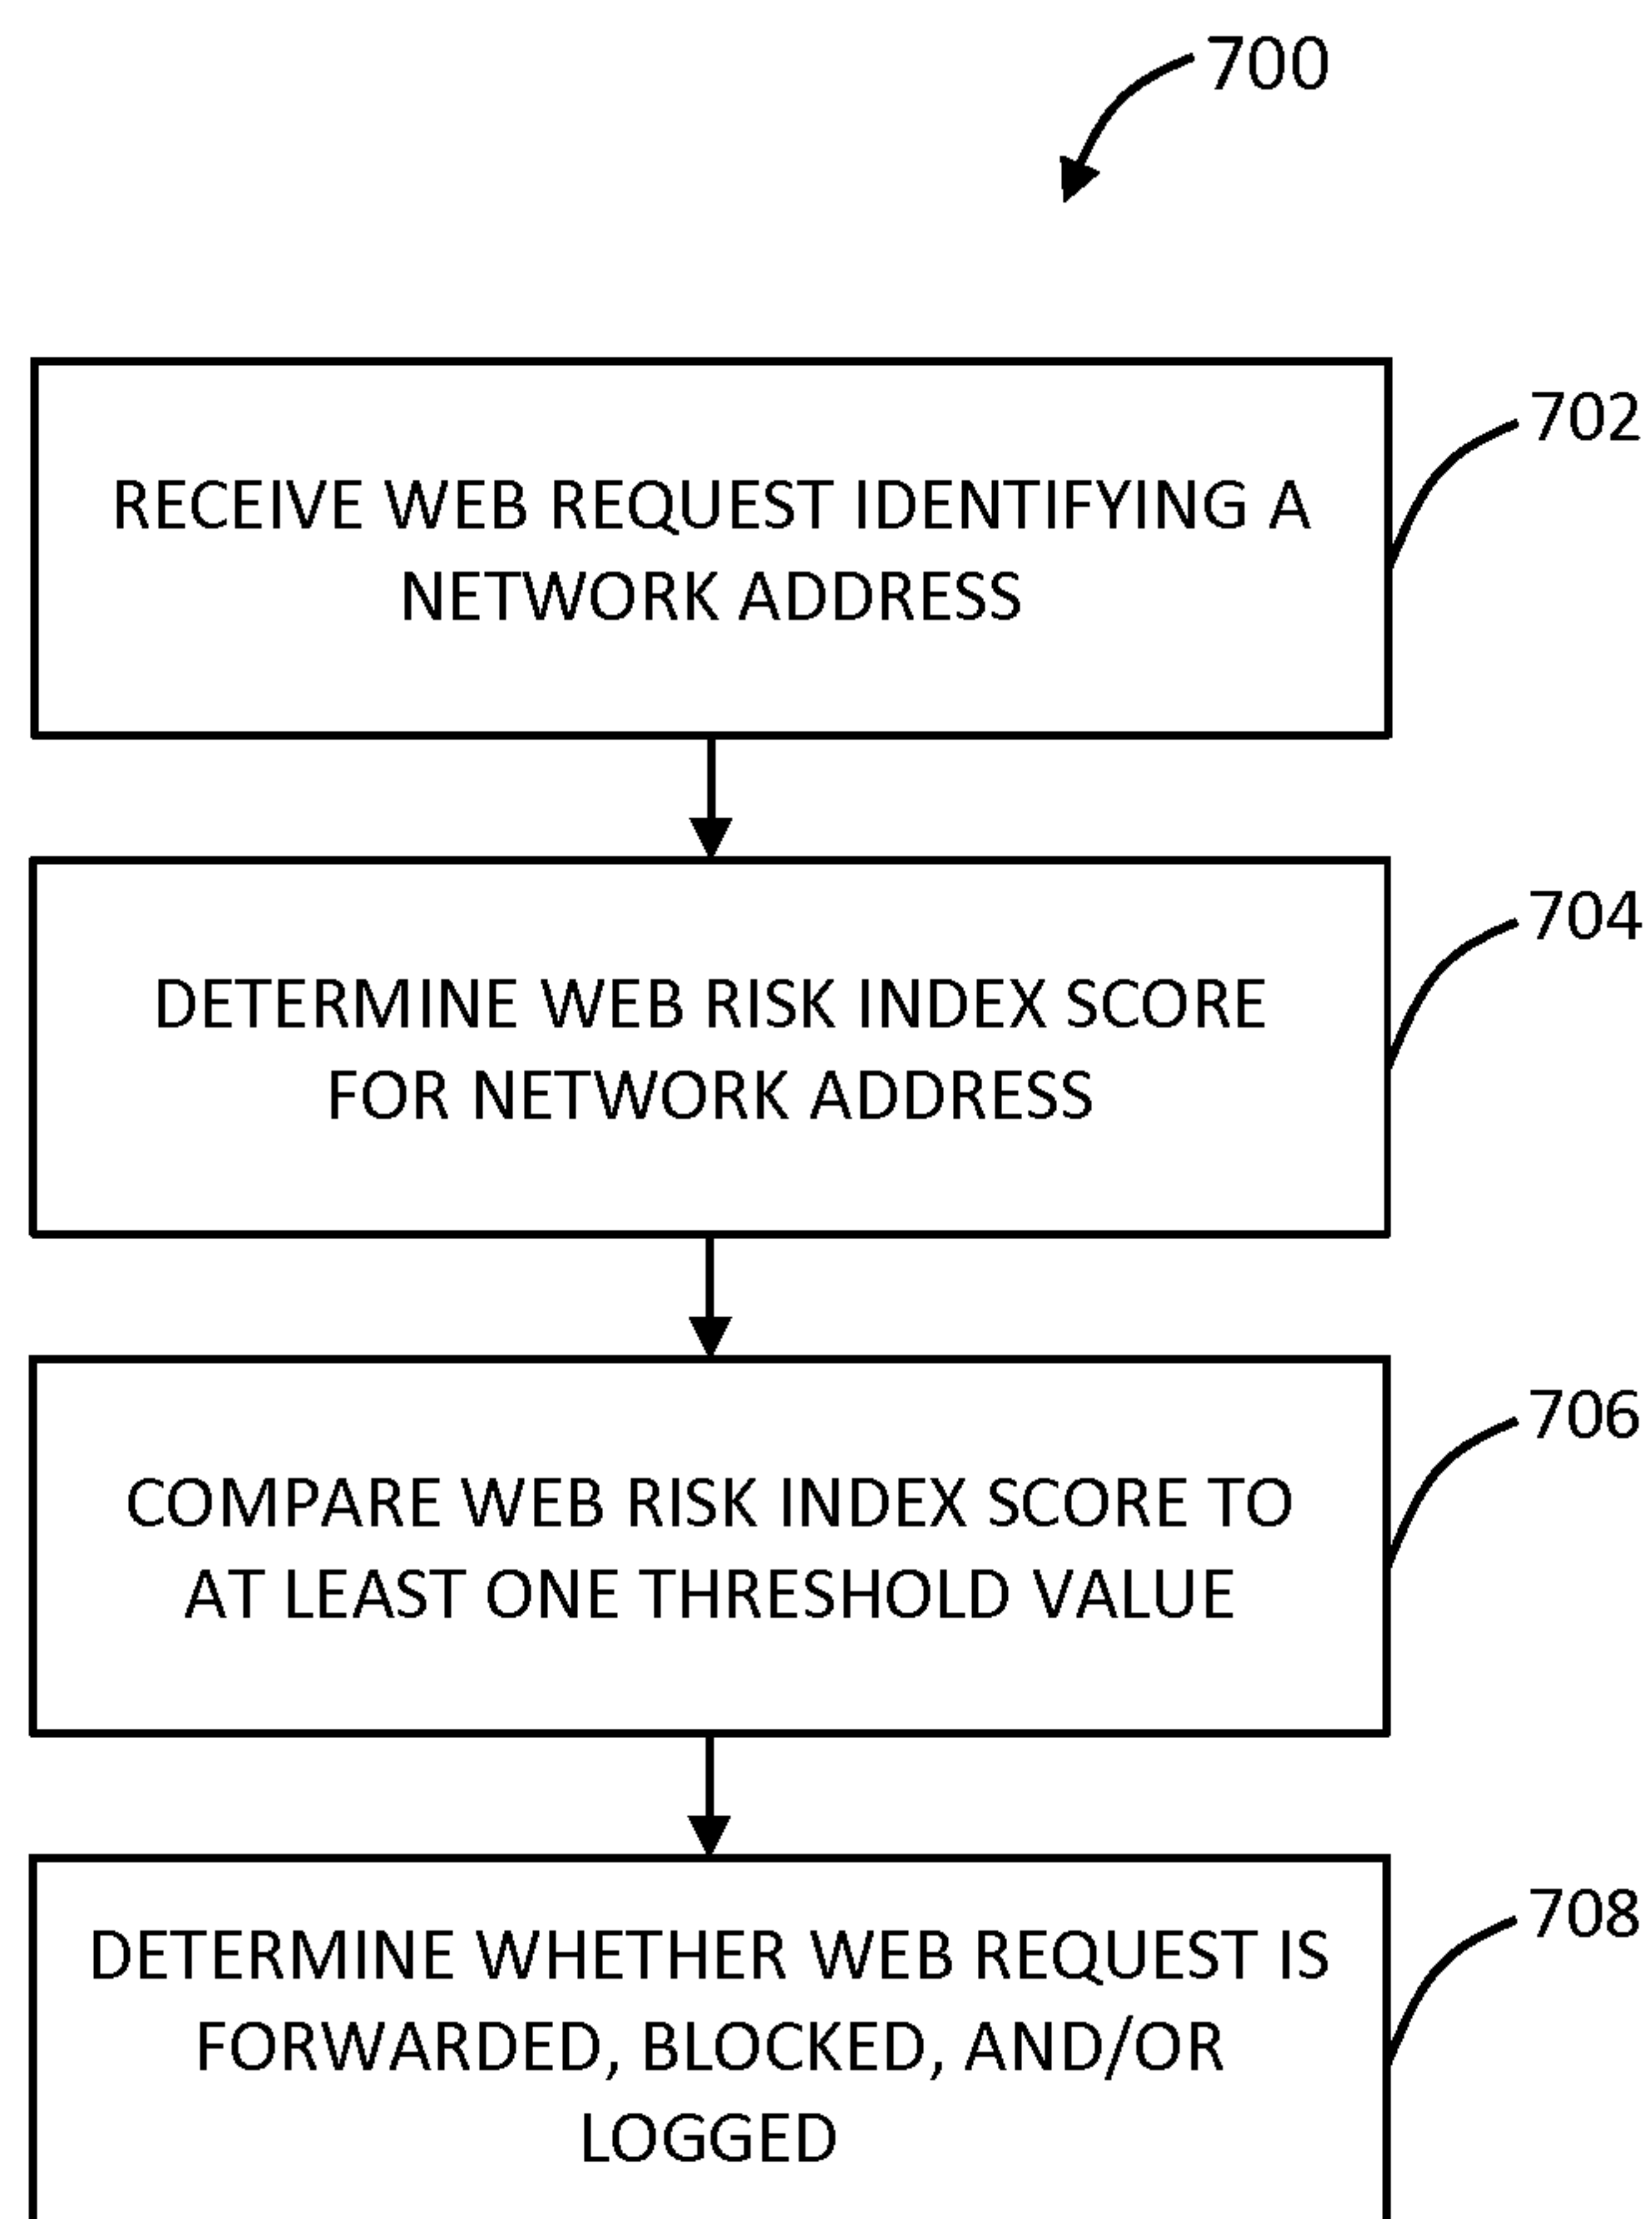 700
702
RECEIVE WEB REQUEST IDENTIFYING A
NETWORK ADDRESS
704
DETERMINE WEB RISK INDEX SCORE
FOR NETWORK ADDRESS
706
COMPARE WEB RISK INDEX SCORE TO
AT LEAST ONE THRESHOLD VALUE
708
DETERMINE WHETHER WEB REQUEST IS
FORWARDED, BLOCKED, AND/OR
LOGGED